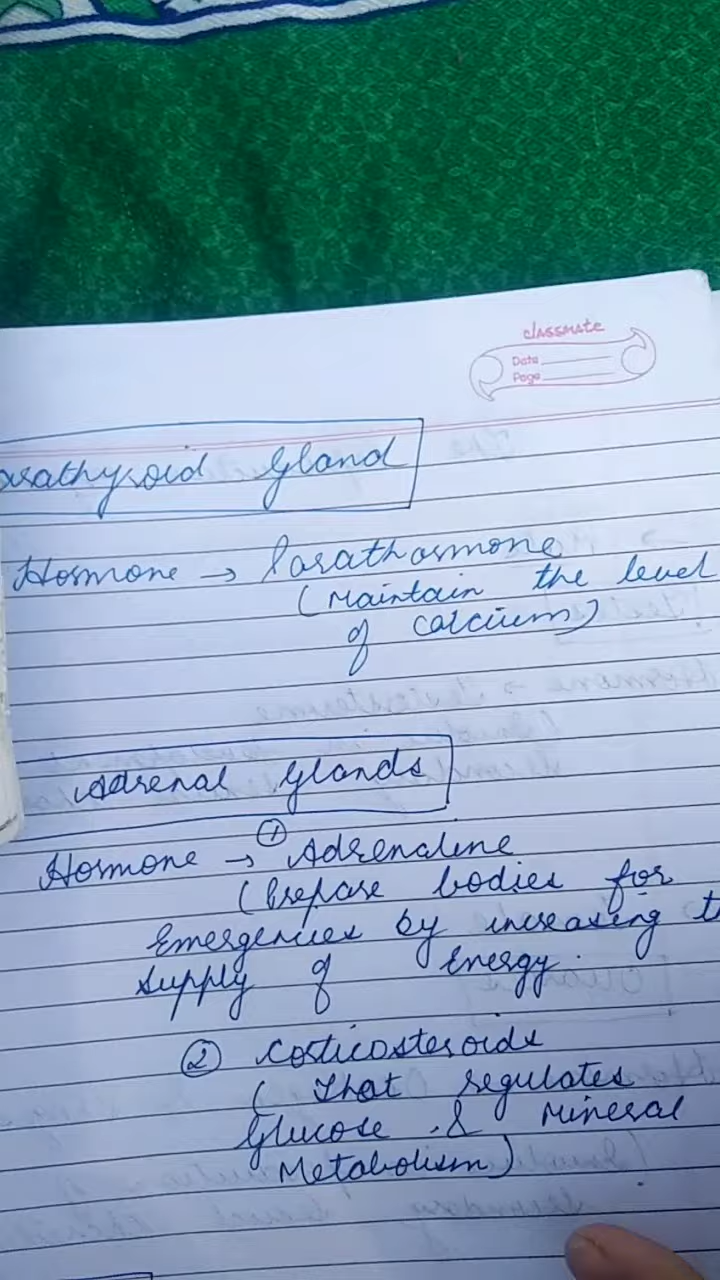 classmate
Date
Page
arathyroid Gland
Hormone → Parathormone
(Maintain the level
of calcium)
Adrenal Glands
Hormone → ① Adrenaline
(Prepare bodies for
Emergencies by increasing t
supply of Energy.
② Corticosteroids
( That regulates
Glucose & Mineral
Metabolism)